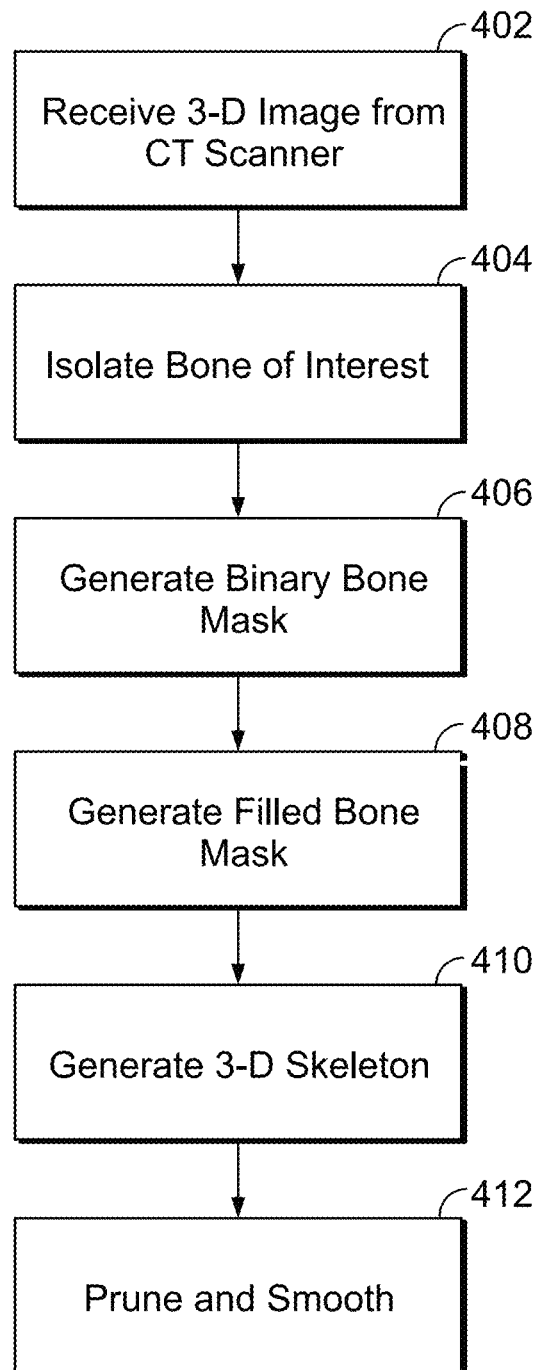 402
Receive 3-D Image from
CT Scanner
404
Isolate Bone of Interest
406
Generate Binary Bone
Mask
408
Generate Filled Bone
Mask
410
Generate 3-D Skeleton
412
Prune and Smooth